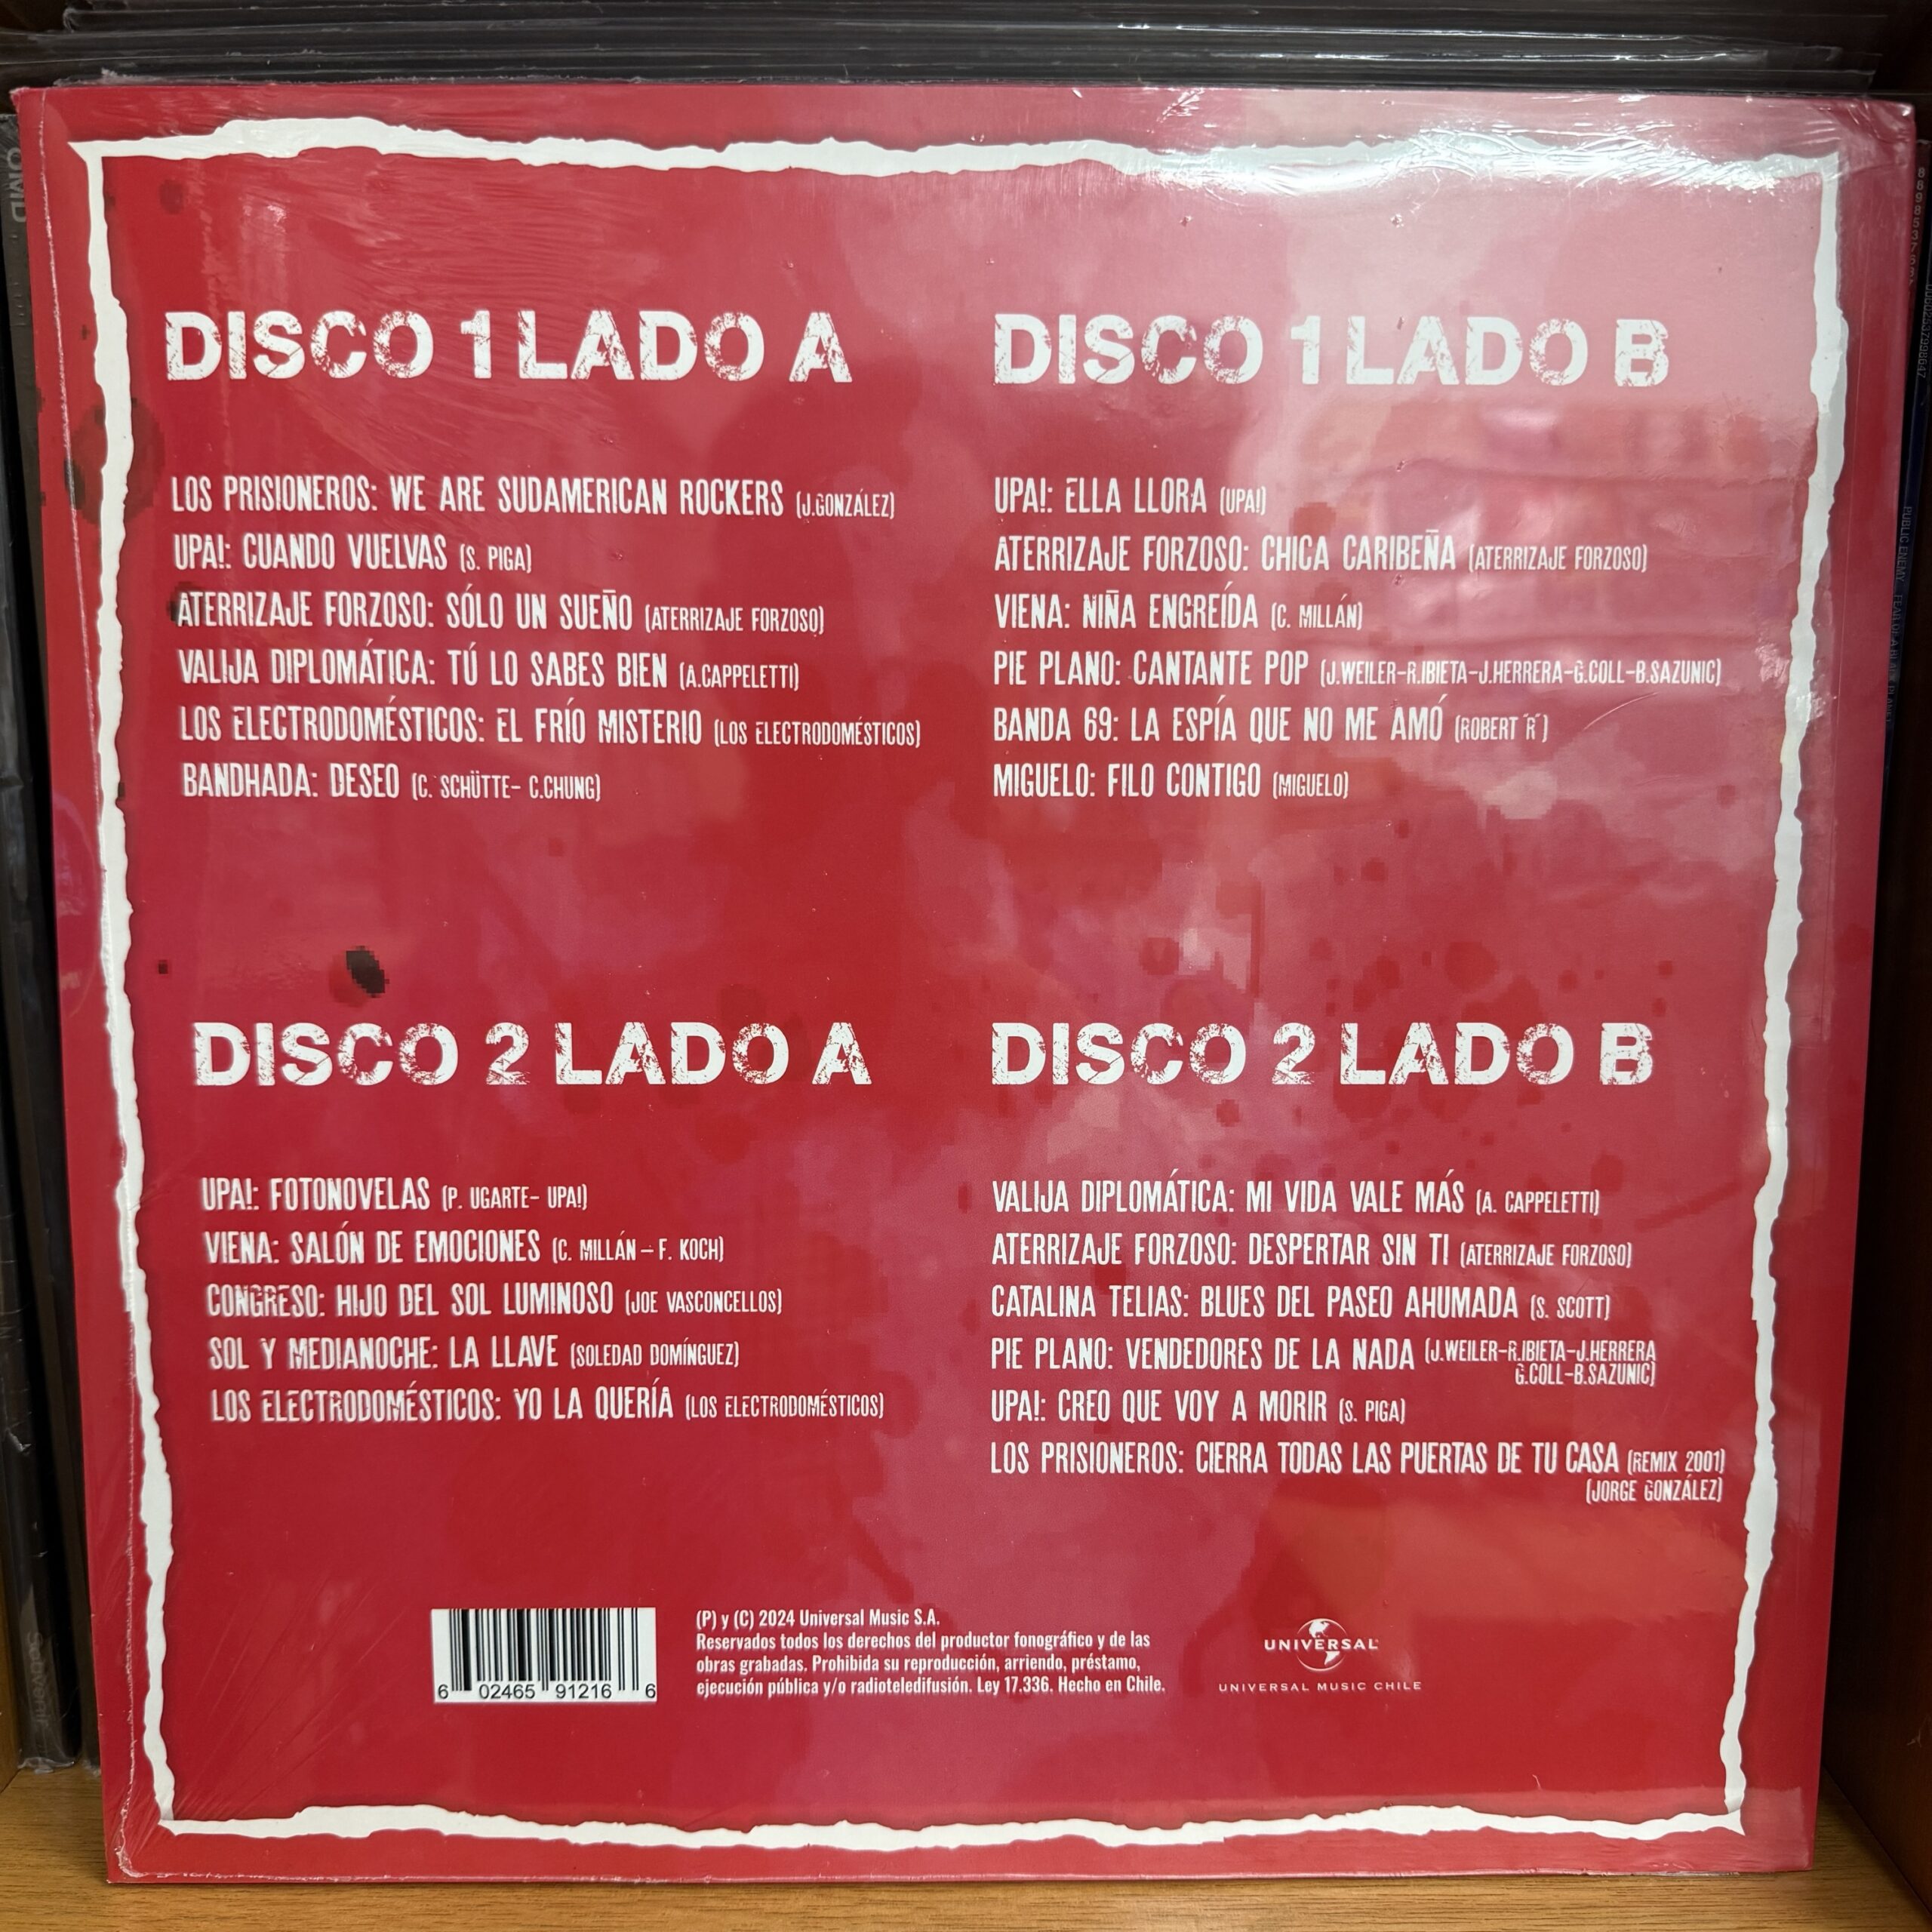 DISCO 1 LADO A
LOS PRISIONEROS: WE ARE SUDAMERICAN ROCKERS (J.GONZÁLEZ)
UPA!: CUANDO VUELVAS (S. PIGA)
ATERRIZAJE FORZOSO: SÓLO UN SUEÑO (ATERRIZAJE FORZOSO)
VALIJA DIPLOMÁTICA: TÚ LO SABES BIEN (A.CAPPELETTI)
LOS ELECTRODOMÉSTICOS: EL FRÍO MISTERIO (LOS ELECTRODOMÉSTICOS)
BANDHADA: DESEO (C. SCHÜTTE- C.CHUNG)
DISCO 1 LADO B
UPA!: ELLA LLORA (UPA!)
ATERRIZAJE FORZOSO: CHICA CARIBEÑA (ATERRIZAJE FORZOSO)
VIENA: NIÑA ENGREÍDA (C. MILLÁN)
PIE PLANO: CANTANTE POP (J.WEILER-R.IBIETA-J.HERRERA-G.COLL-B.SAZUNIC)
BANDA 69: LA ESPÍA QUE NO ME AMÓ (ROBERT "R")
MIGUELO: FILO CONTIGO (MIGUELO)
DISCO 2 LADO A
UPA!: FOTONOVELAS (P. UGARTE- UPA!)
VIENA: SALÓN DE EMOCIONES (C. MILLÁN – F. KOCH)
CONGRESO: HIJO DEL SOL LUMINOSO (JOE VASCONCELLOS)
SOL Y MEDIANOCHE: LA LLAVE (SOLEDAD DOMÍNGUEZ)
LOS ELECTRODOMÉSTICOS: YO LA QUERÍA (LOS ELECTRODOMÉSTICOS)
DISCO 2 LADO B
VALIJA DIPLOMÁTICA: MI VIDA VALE MÁS (A. CAPPELETTI)
ATERRIZAJE FORZOSO: DESPERTAR SIN TI (ATERRIZAJE FORZOSO)
CATALINA TELIAS: BLUES DEL PASEO AHUMADA (S. SCOTT)
PIE PLANO: VENDEDORES DE LA NADA (J.WEILER-R.IBIETA-J.HERRERA
G.COLL-B.SAZUNIC)
UPA!: CREO QUE VOY A MORIR (S. PIGA)
LOS PRISIONEROS: CIERRA TODAS LAS PUERTAS DE TU CASA (REMIX 2001)
(JORGE GONZÁLEZ)
6 02465 91216 6
(P) y (C) 2024 Universal Music S.A.
Reservados todos los derechos del productor fonográfico y de las
obras grabadas. Prohibida su reproducción, arriendo, préstamo,
ejecución pública y/o radioteledifusión. Ley 17.336. Hecho en Chile.
UNIVERSAL
UNIVERSAL MUSIC CHILE
OMD
PUBLIC ENEMY